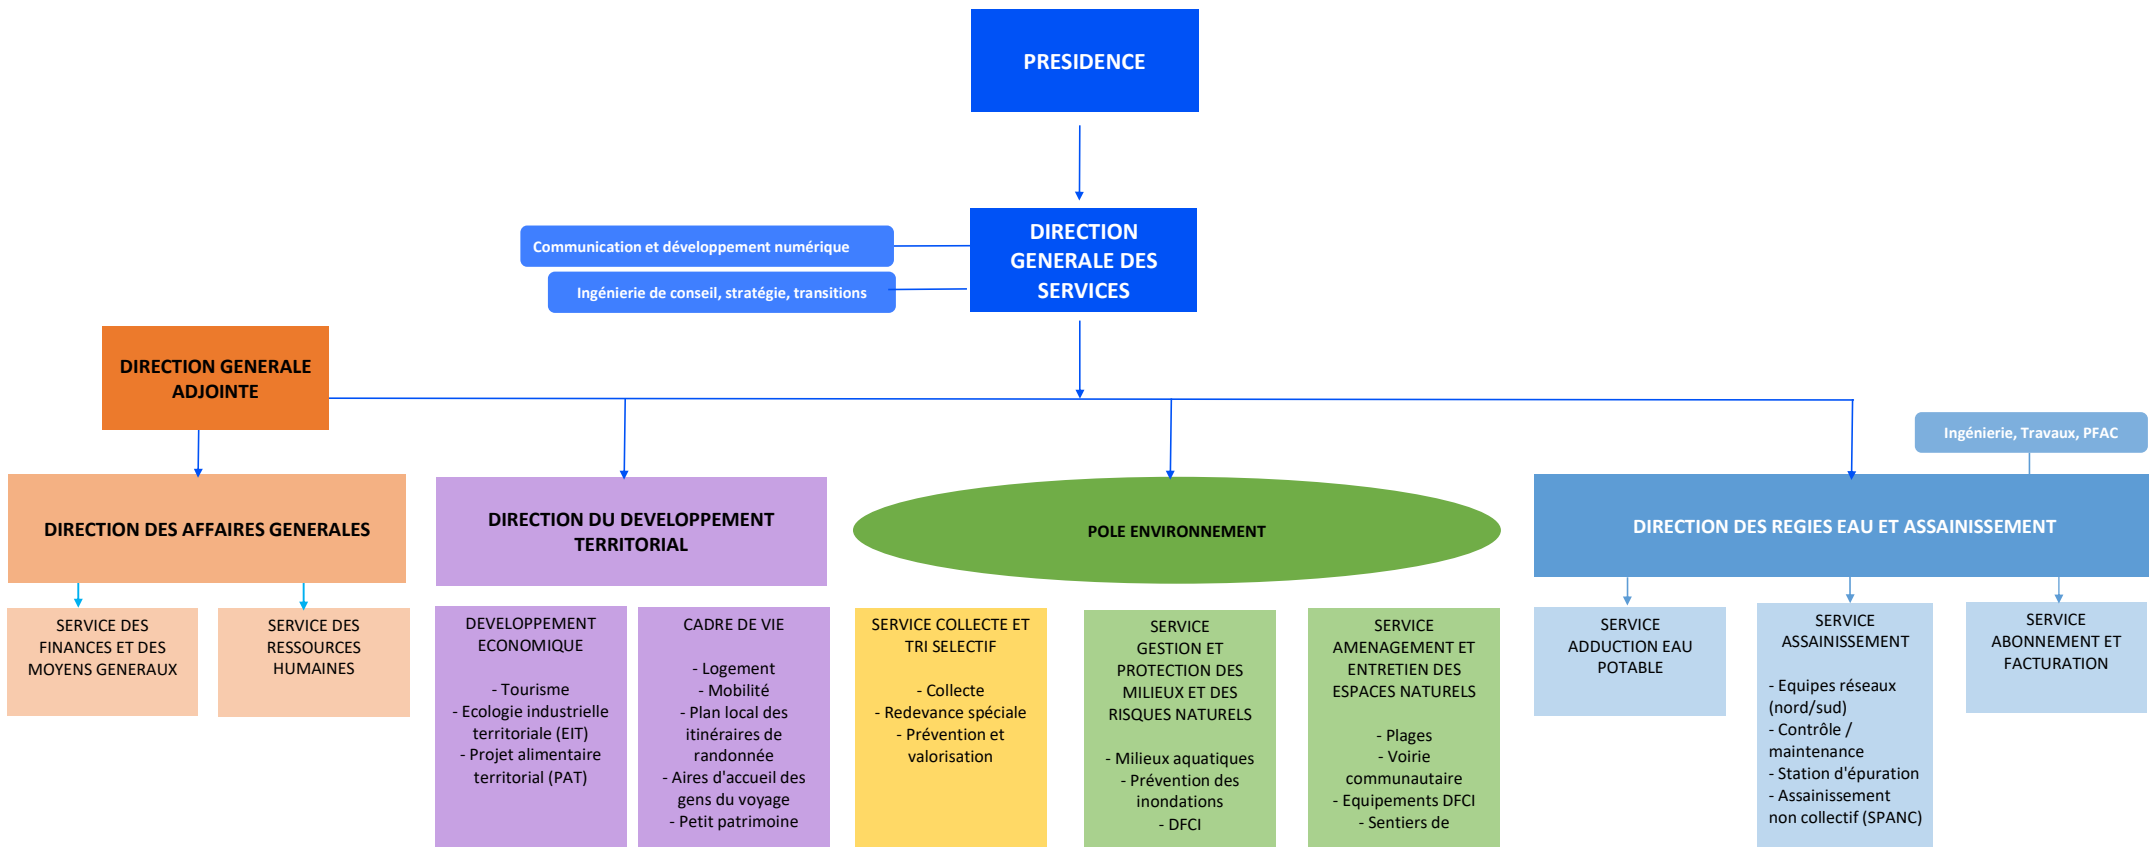 PRESIDENCE
DIRECTION
GENERALE DES
SERVICES
Communication et développement numérique
Ingénierie de conseil, stratégie, transitions
DIRECTION GENERALE
ADJOINTE
Ingénierie, Travaux, PFAC
DIRECTION DES AFFAIRES GENERALES
DIRECTION DU DEVELOPPEMENT
TERRITORIAL
POLE ENVIRONNEMENT
DIRECTION DES REGIES EAU ET ASSAINISSEMENT
SERVICE DES
FINANCES ET DES
MOYENS GENERAUX
SERVICE DES
RESSOURCES
HUMAINES
DEVELOPPEMENT
ECONOMIQUE
- Tourisme
- Ecologie industrielle
territoriale (EIT)
- Projet alimentaire
territorial (PAT)
CADRE DE VIE
- Logement
- Mobilité
- Plan local des
itinéraires de
randonnée
- Aires d'accueil des
gens du voyage
- Petit patrimoine
SERVICE COLLECTE ET
TRI SELECTIF
- Collecte
- Redevance spéciale
- Prévention et
valorisation
SERVICE
GESTION ET
PROTECTION DES
MILIEUX ET DES
RISQUES NATURELS
- Milieux aquatiques
- Prévention des
inondations
- DFCI
SERVICE
AMENAGEMENT ET
ENTRETIEN DES
ESPACES NATURELS
- Plages
- Voirie
communautaire
- Equipements DFCI
- Sentiers de
SERVICE
ADDUCTION EAU
POTABLE
SERVICE
ASSAINISSEMENT
- Equipes réseaux
(nord/sud)
- Contrôle /
maintenance
- Station d'épuration
- Assainissement
non collectif (SPANC)
SERVICE
ABONNEMENT ET
FACTURATION